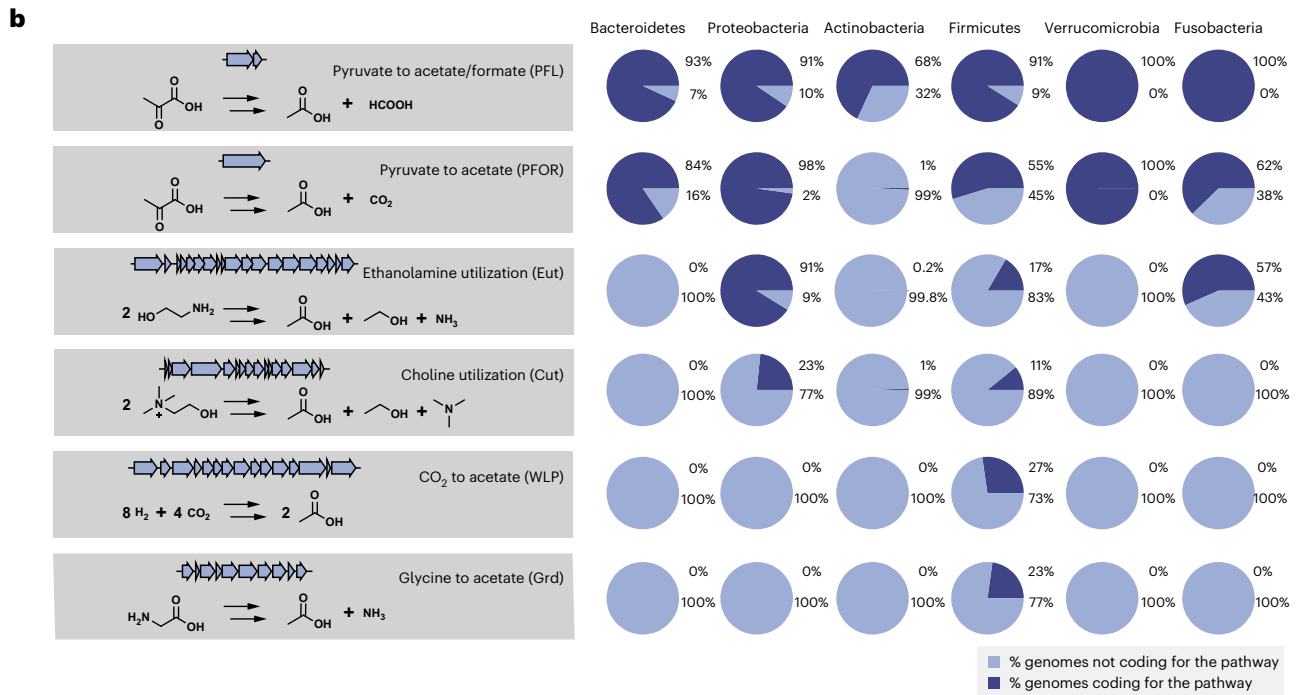 b
Bacteroidetes Proteobacteria Actinobacteria Firmicutes Verrucomicrobia Fusobacteria
Pyruvate to acetate/formate (PFL)
O OH O O OH + HCOOH
93% 91% 68% 91% 100% 100%
7% 10% 32% 9% 0% 0%
Pyruvate to acetate (PFOR)
O OH O O OH + CO2
84% 98% 1% 55% 100% 62%
16% 2% 99% 45% 0% 38%
Ethanolamine utilization (Eut)
2 HO NH2 O OH + OH + NH3
0% 91% 0.2% 17% 0% 57%
100% 9% 99.8% 83% 100% 43%
Choline utilization (Cut)
2 N + OH O OH + OH + N
0% 23% 1% 11% 0% 0%
100% 77% 99% 89% 100% 100%
CO2 to acetate (WLP)
8 H2 + 4 CO2 2 O OH
0% 0% 0% 27% 0% 0%
100% 100% 100% 73% 100% 100%
Glycine to acetate (Grd)
H2N O OH O OH + NH3
0% 0% 0% 23% 0% 0%
100% 100% 100% 77% 100% 100%
% genomes not coding for the pathway
% genomes coding for the pathway